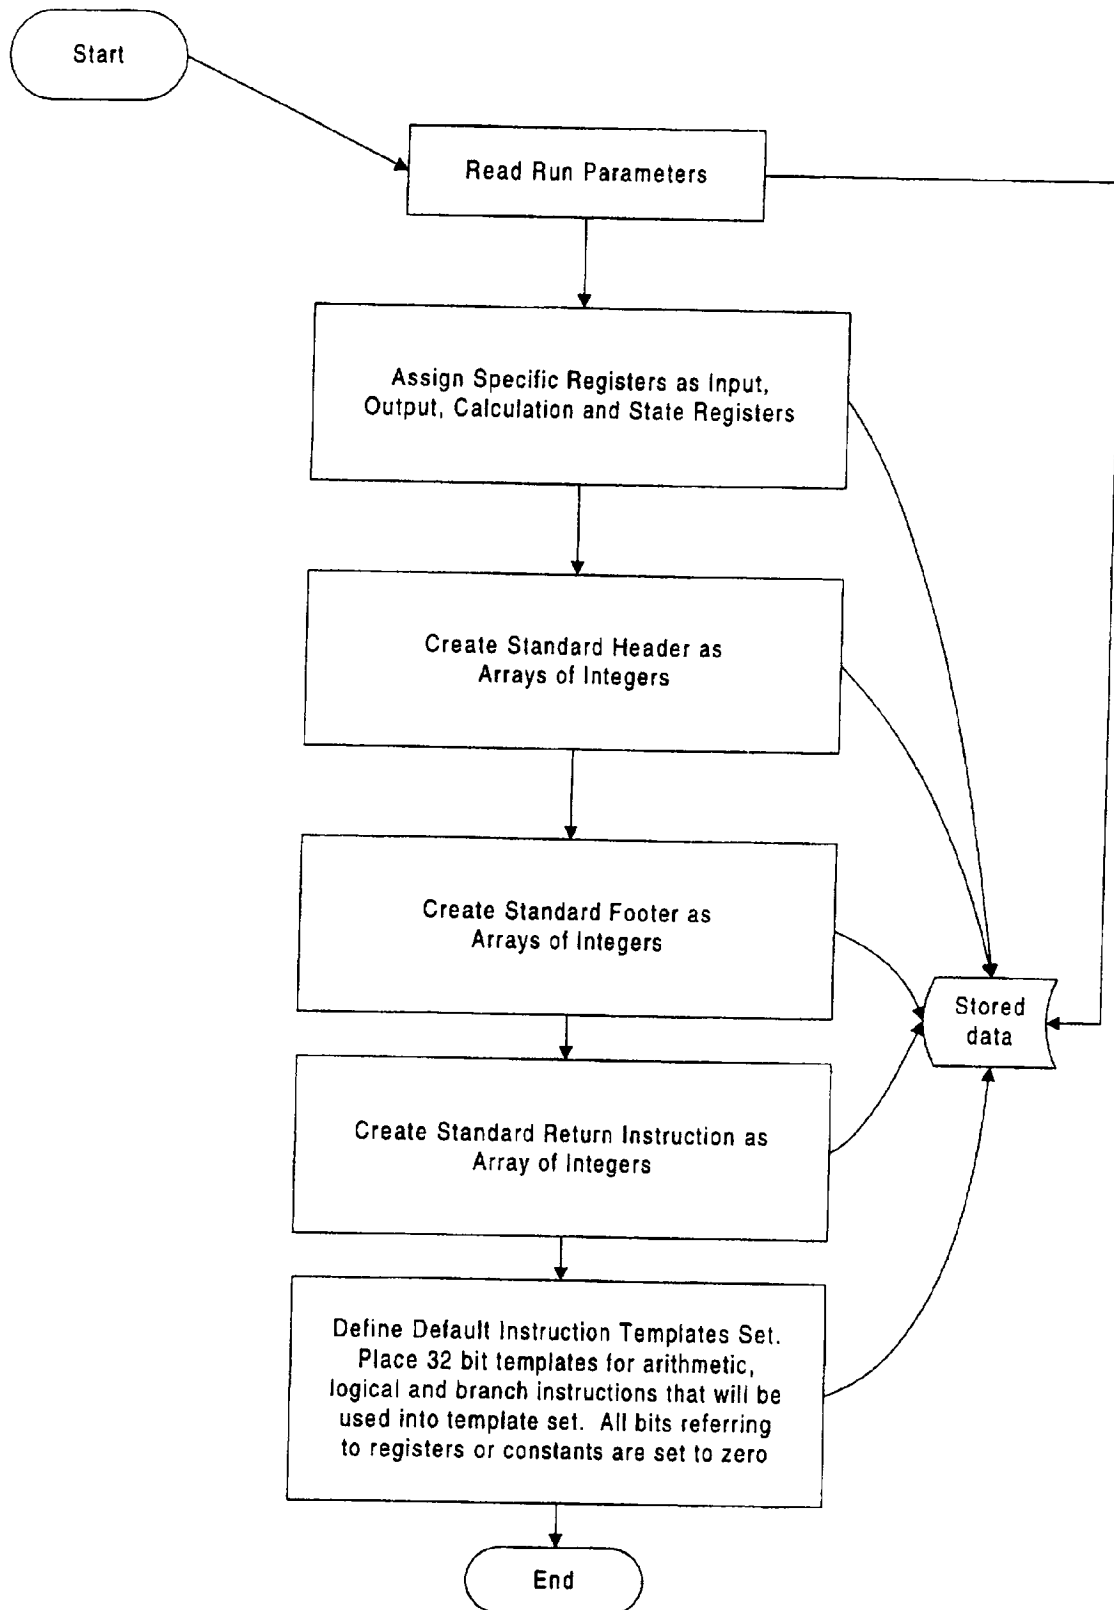 Start
Read Run Parameters
Assign Specific Registers as Input,
Output, Calculation and State Registers
Create Standard Header as
Arrays of Integers
Create Standard Footer as
Arrays of Integers
Stored
data
Create Standard Return Instruction as
Array of Integers
Define Default Instruction Templates Set.
Place 32 bit templates for arithmetic,
logical and branch instructions that will be
used into template set. All bits referring
to registers or constants are set to zero
End